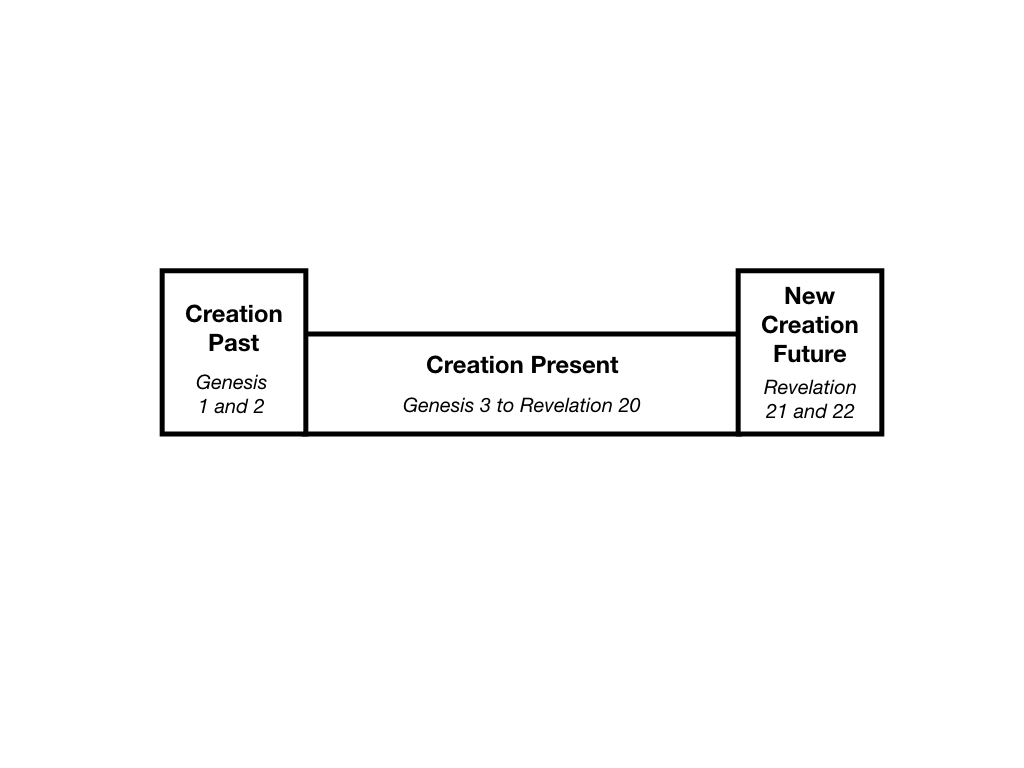 Creation
Past
Genesis
1 and 2
Creation Present
Genesis 3 to Revelation 20
New
Creation
Future
Revelation
21 and 22